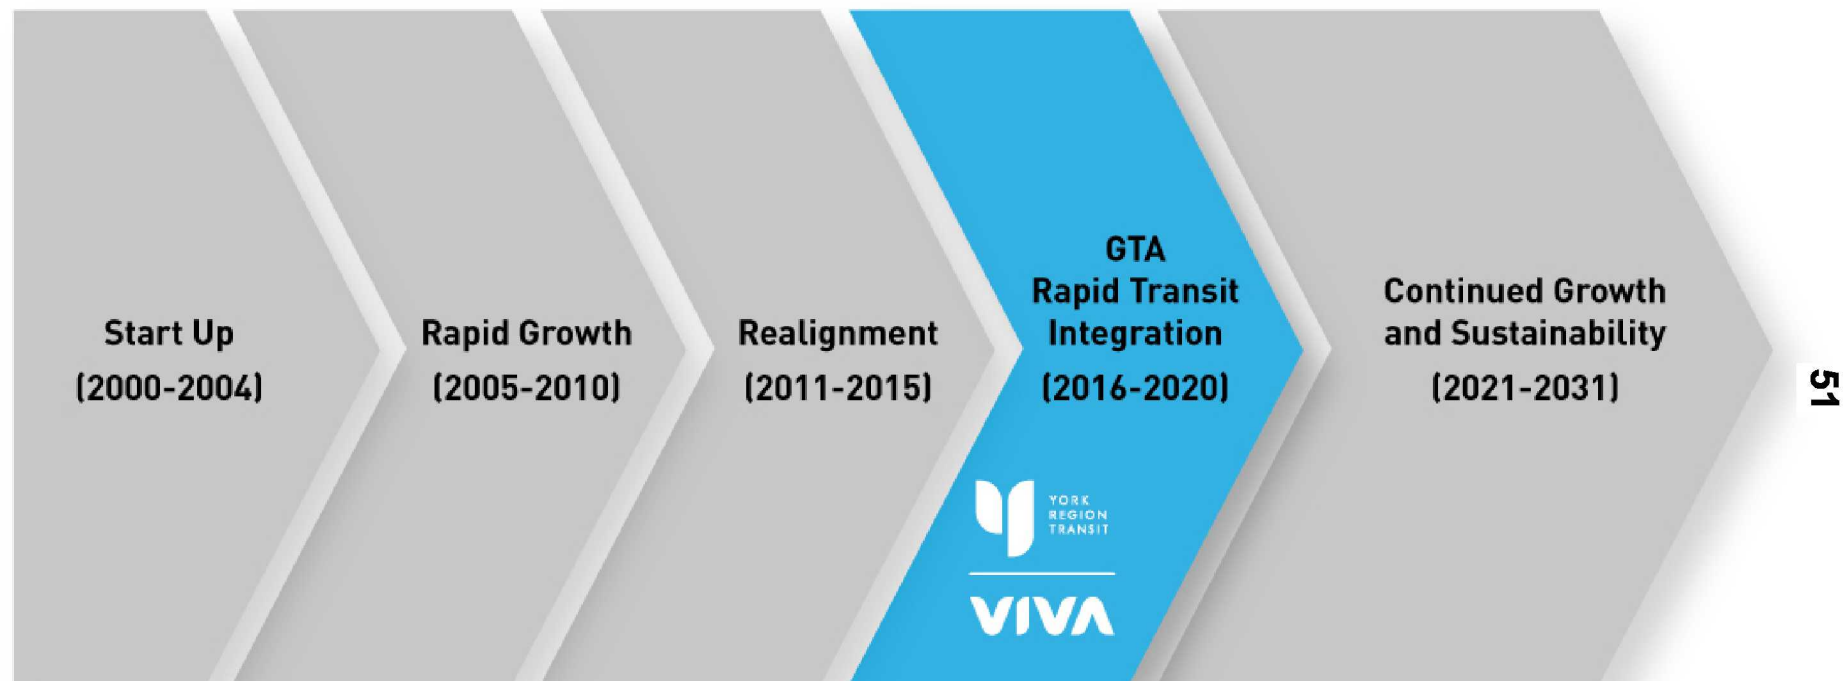 Start Up
(2000-2004)
Rapid Growth
(2005-2010)
Realignment
(2011-2015)
GTA
Rapid Transit
Integration
(2016-2020)
YORK
REGION
TRANSIT
VIVA
Continued Growth
and Sustainability
(2021-2031)
51